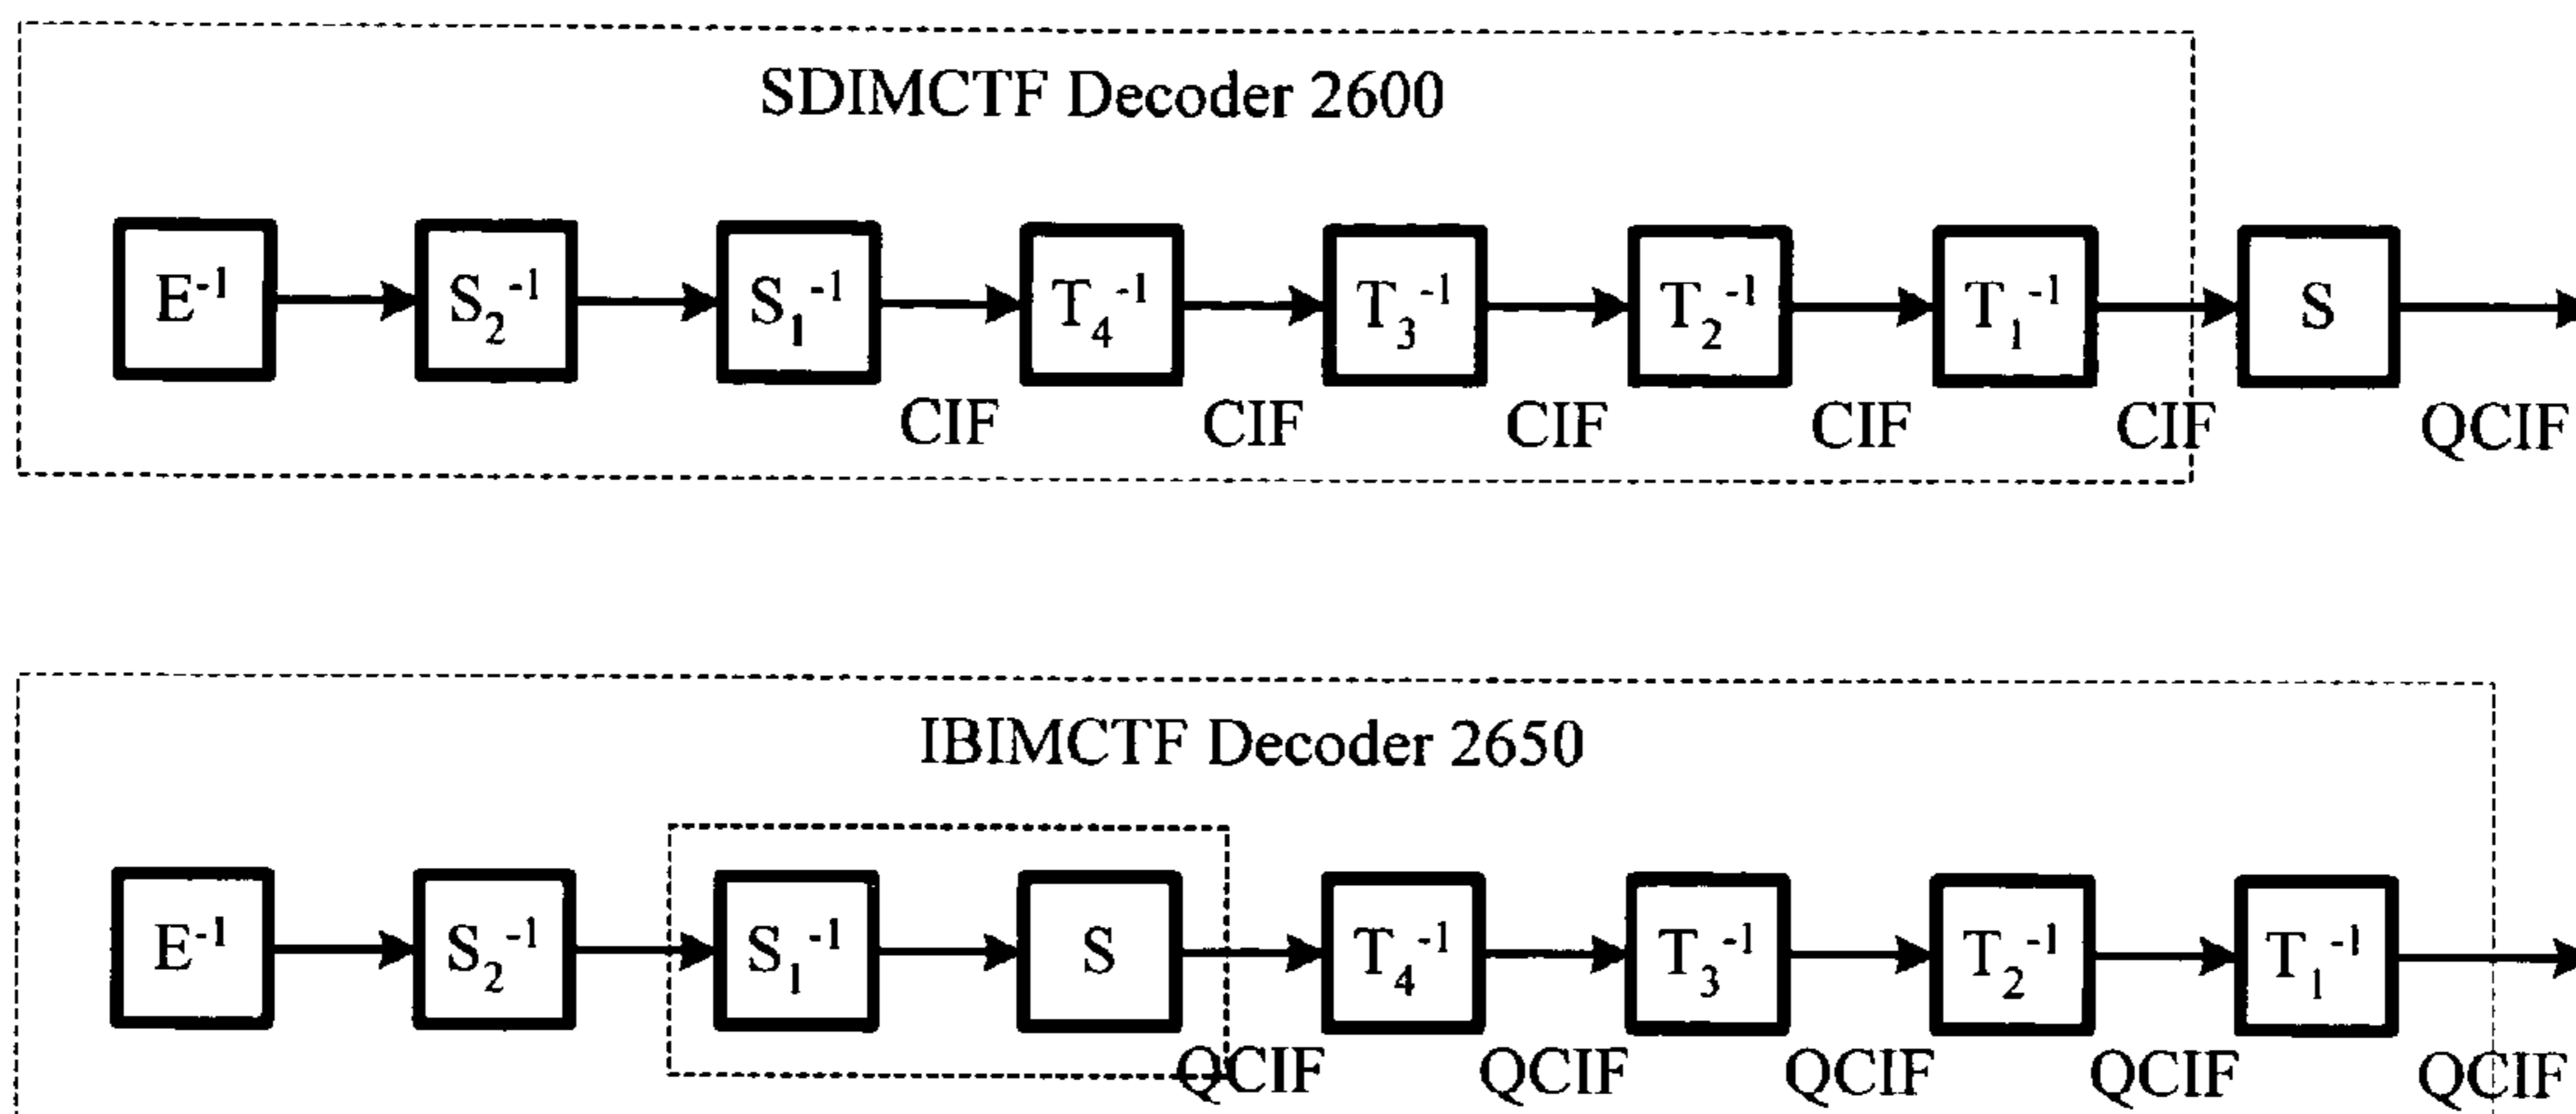 SDIMCTF Decoder 2600
E⁻¹ S₂⁻¹ S₁⁻¹ T₄⁻¹ T₃⁻¹ T₂⁻¹ T₁⁻¹ S
CIF CIF CIF CIF CIF QCIF
IBIMCTF Decoder 2650
E⁻¹ S₂⁻¹ S₁⁻¹ S T₄⁻¹ T₃⁻¹ T₂⁻¹ T₁⁻¹
QCIF QCIF QCIF QCIF QCIF